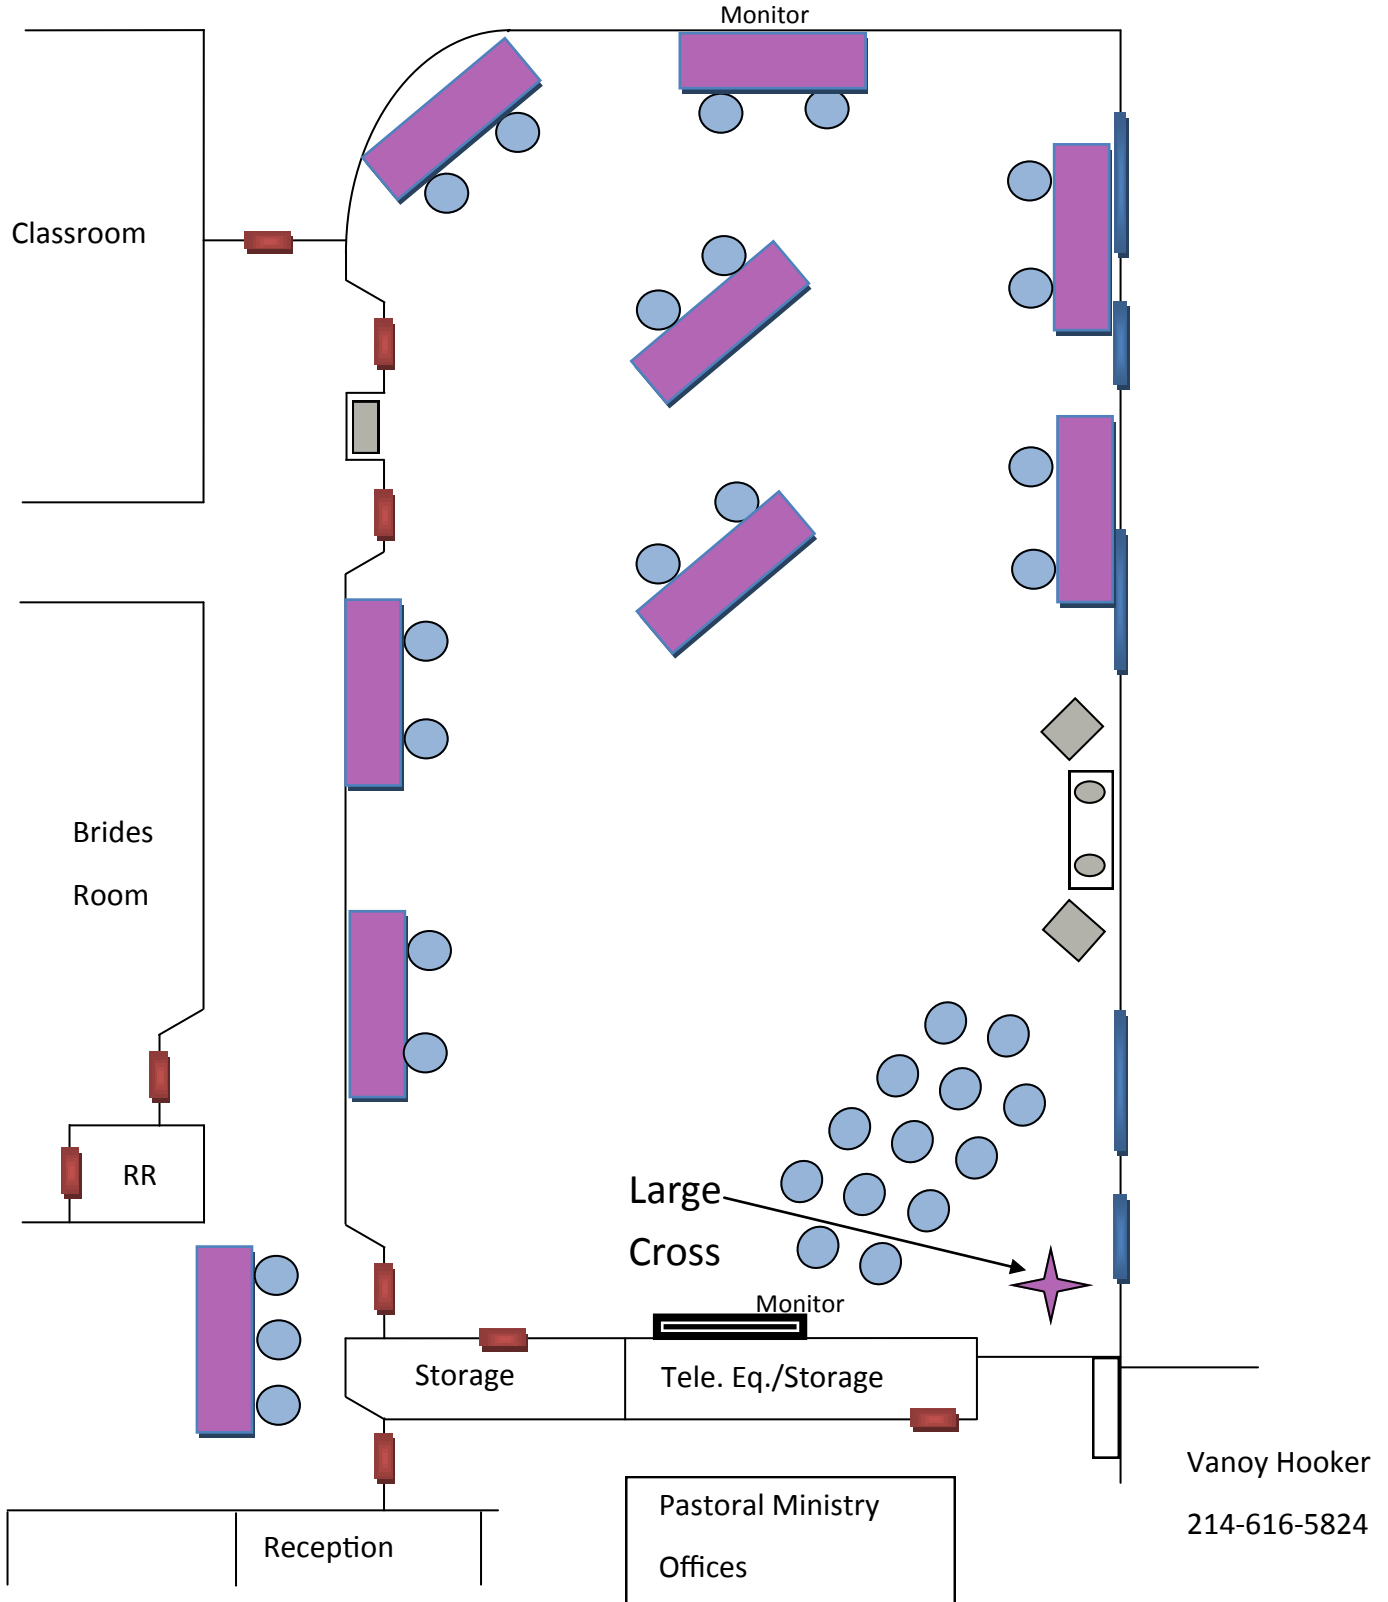 Monitor
Classroom
Brides
Room
RR
Large
Cross
Monitor
Storage
Tele. Eq./Storage
Vanoy Hooker
214-616-5824
Pastoral Ministry
Offices
Reception